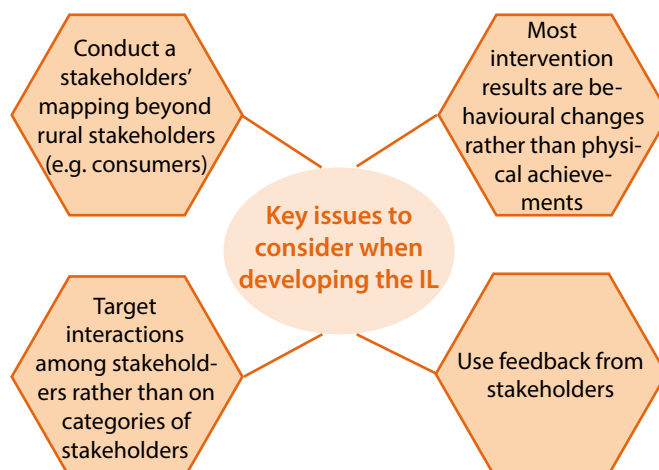 Conduct a
stakeholders’
mapping beyond
rural stakeholders
(e.g. consumers)
Most
intervention
results are be-
havioural changes
rather than physi-
cal achieve-
ments
Key issues to
consider when
developing the IL
Target
interactions
among stakehold-
ers rather than on
categories of
stakeholders
Use feedback from
stakeholders